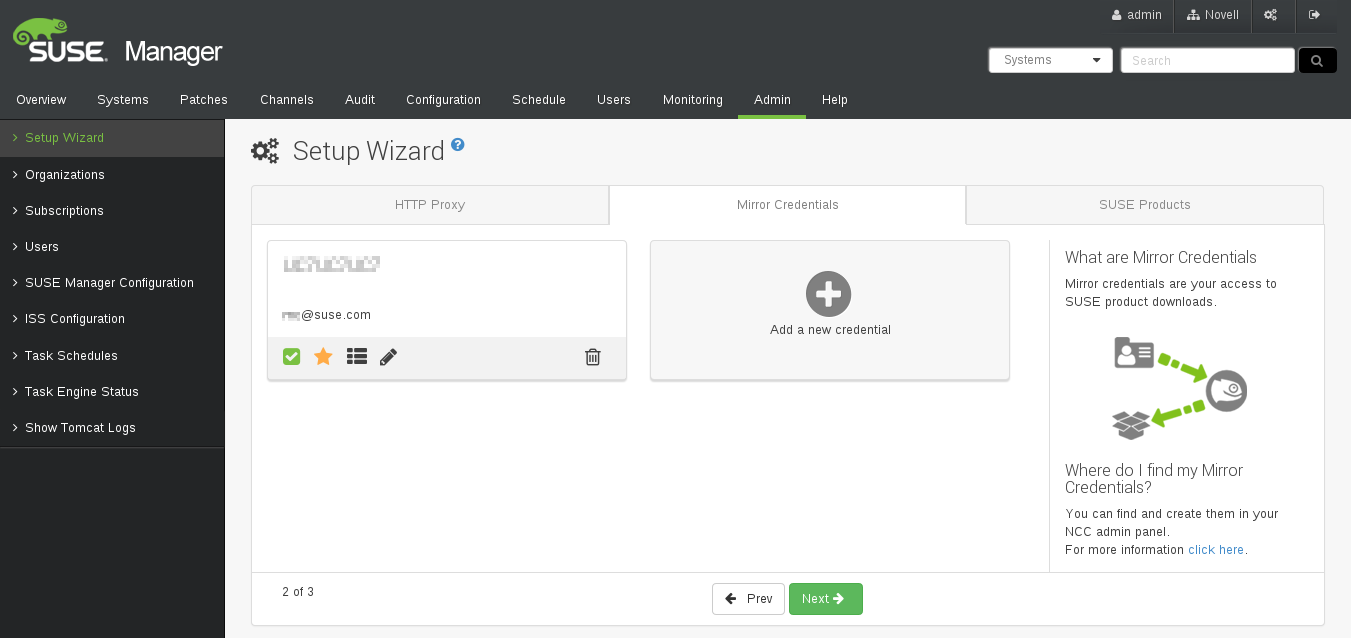 admin
Novell
SUSE Manager
Systems
Search
Overview Systems Patches Channels Audit Configuration Schedule Users Monitoring Admin Help
Setup Wizard
Organizations
Subscriptions
Users
SUSE Manager Configuration
ISS Configuration
Task Schedules
Task Engine Status
Show Tomcat Logs
Setup Wizard ?
HTTP Proxy
Mirror Credentials
SUSE Products
@suse.com
Add a new credential
What are Mirror Credentials
Mirror credentials are your access to
SUSE product downloads.
Where do I find my Mirror
Credentials?
You can find and create them in your
NCC admin panel.
For more information click here.
2 of 3
Prev
Next